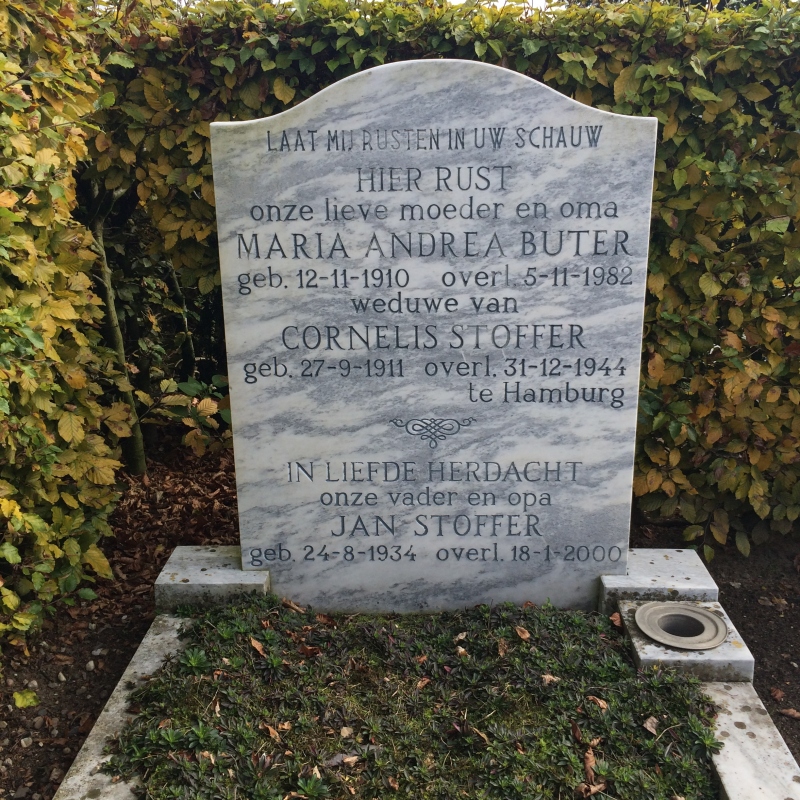 LAAT MIJ RUSTEN IN UW SCHAUW
HIER RUST
onze lieve moeder en oma
MARIA ANDREA BUTER
geb. 12-11-1910 overl. 5-11-1982
weduwe van
CORNELIS STOFFER
geb. 27-9-1911 overl. 31-12-1944
te Hamburg
IN LIEFDE HERDACHT
onze vader en opa
JAN STOFFER
geb. 24-8-1934 overl. 18-1-2000